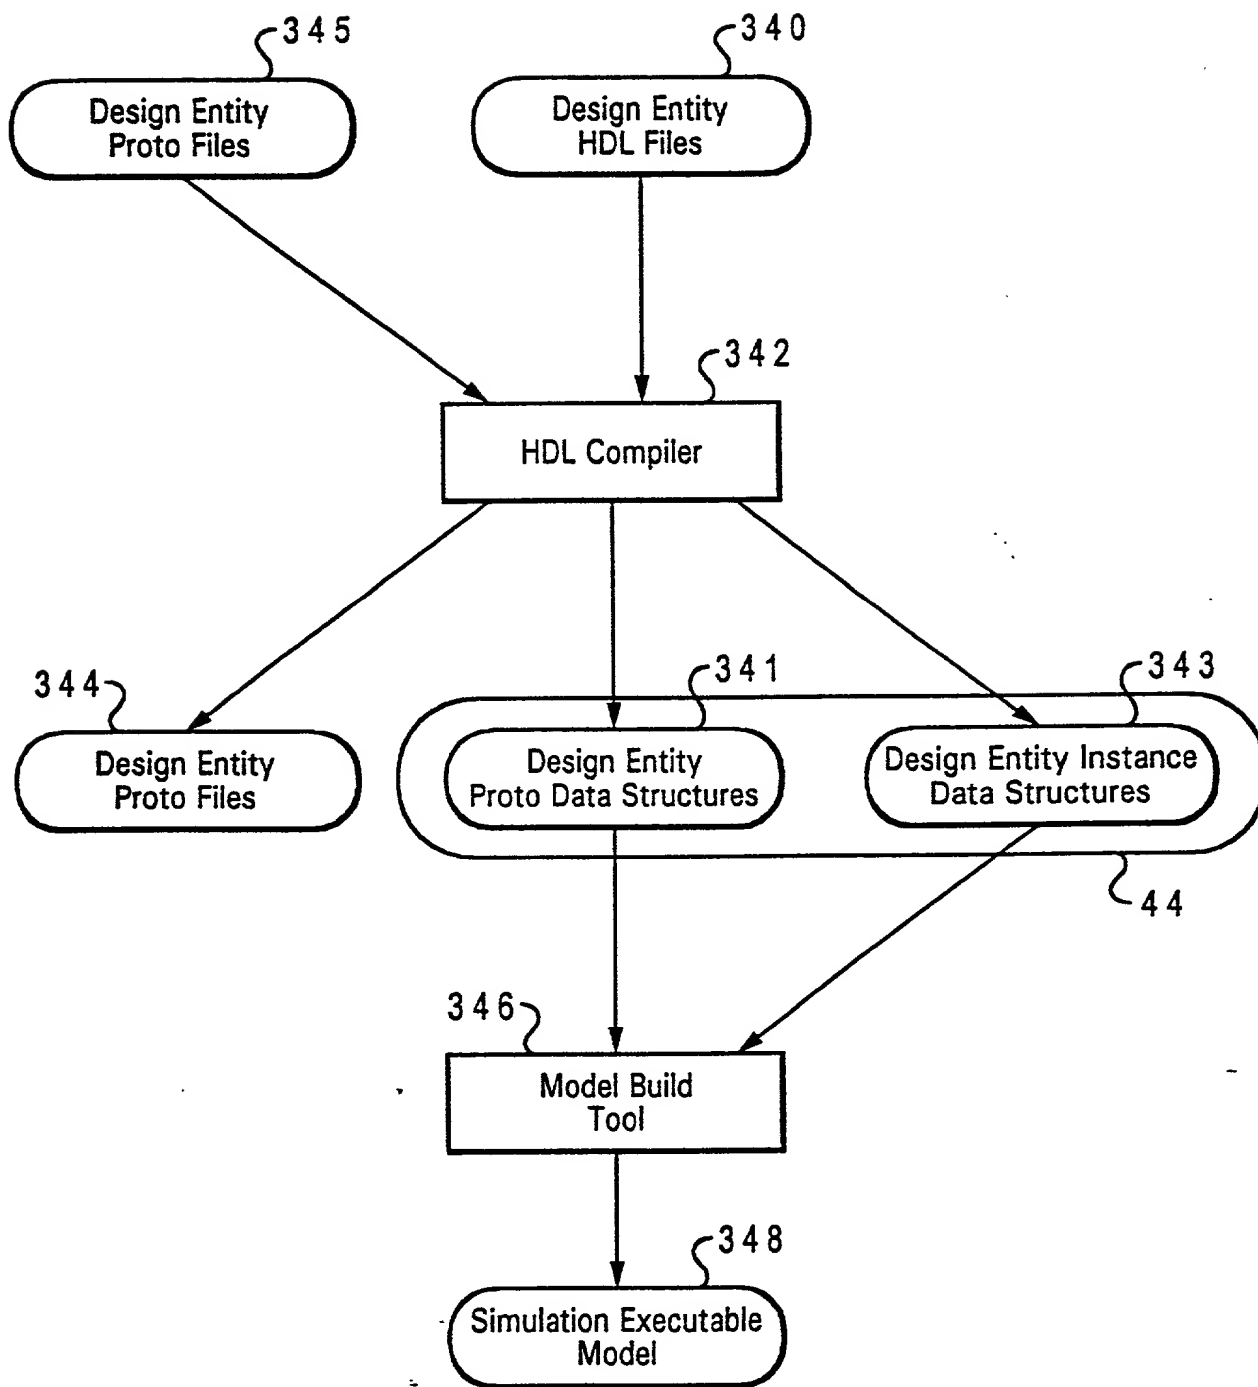 345
340
Design Entity
Proto Files
Design Entity
HDL Files
342
HDL Compiler
344
341
343
Design Entity
Proto Files
Design Entity
Proto Data Structures
Design Entity Instance
Data Structures
44
346
Model Build
Tool
348
Simulation Executable
Model